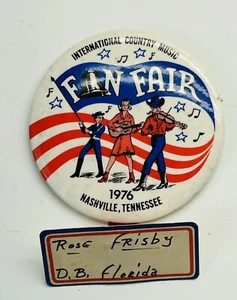 INTERNATIONAL COUNTRY MUSIC
FAN FAIR
1976
NASHVILLE, TENNESSEE
Rose Frisby
D.B. Florida